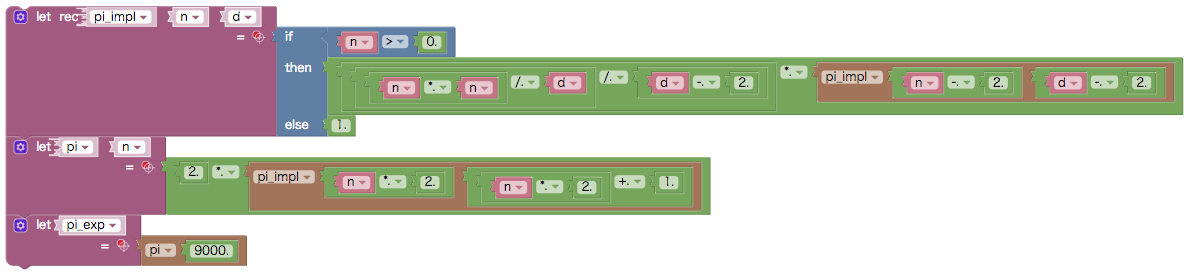 let rec pi_impl n d
= if n > 0.
then n *. n /. d /. d -. 2. *. pi_impl n -. 2. d -. 2.
else 1.
let pi n
= 2. *. pi_impl n *. 2. n *. 2. +. 1.
let pi_exp
= pi 9000.